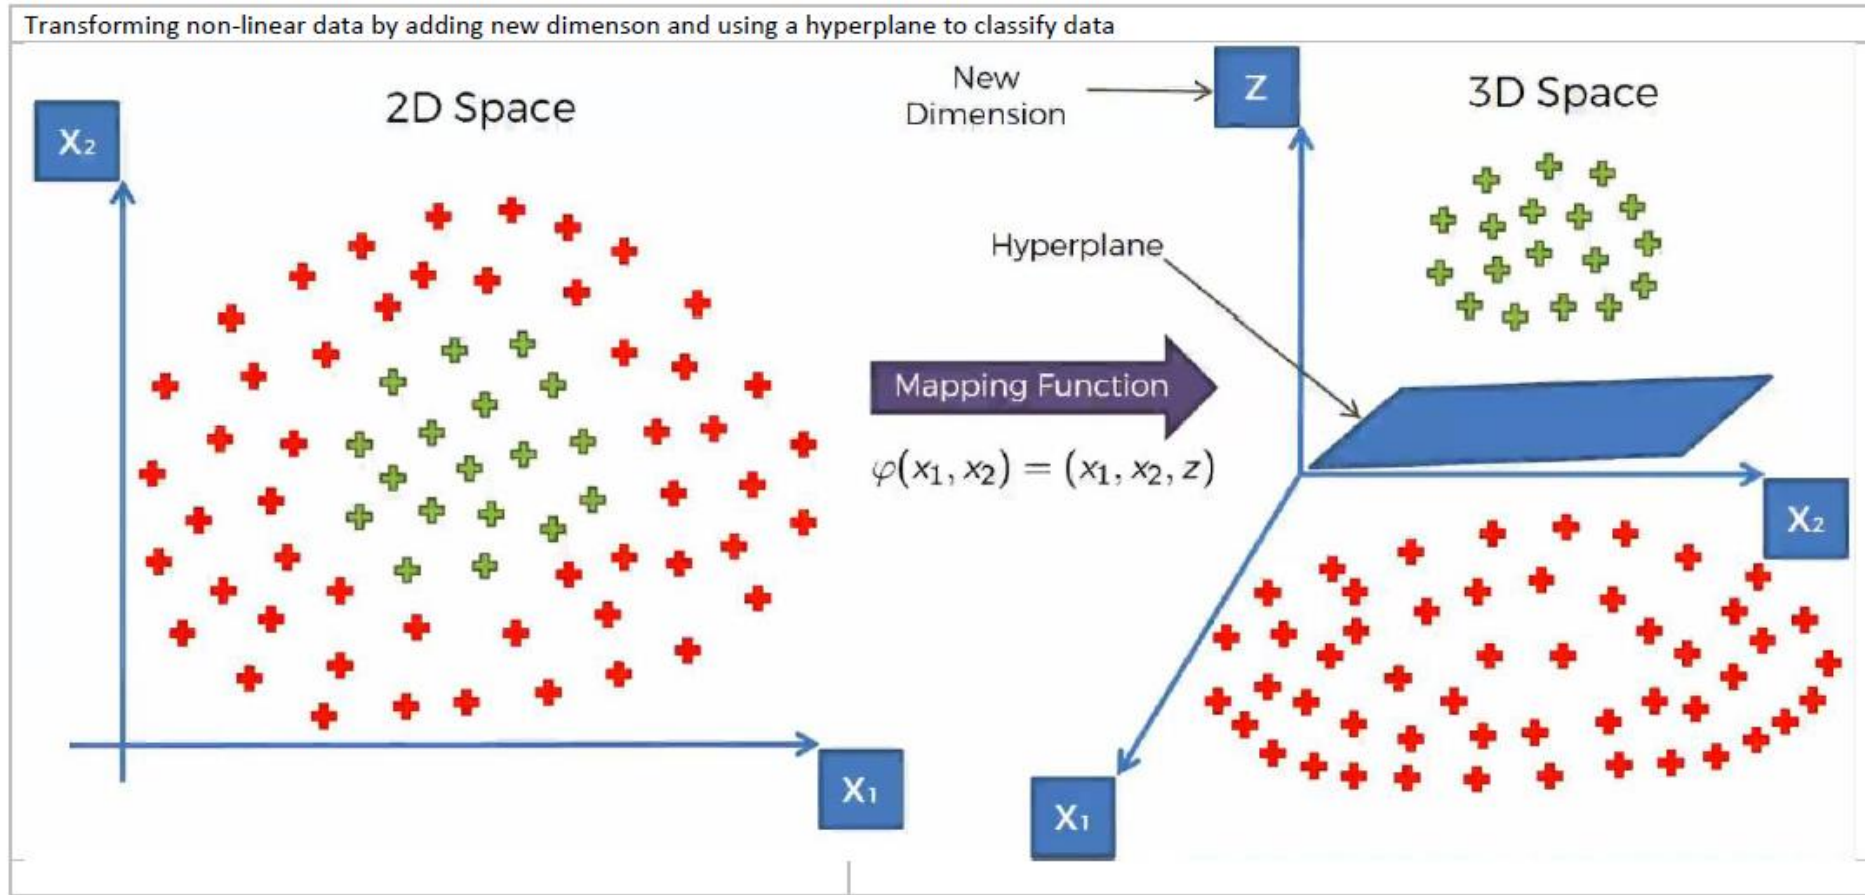 Transforming non-linear data by adding new dimenson and using a hyperplane to classify data
2D Space
X₂
X₁
New
Dimension
Z
3D Space
Hyperplane
Mapping Function
φ(x₁, x₂) = (x₁, x₂, z)
X₂
X₁